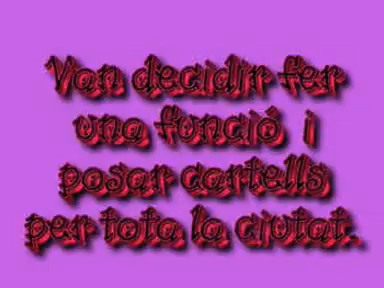 Van decidir fer
una funció i
posar cartells
per tota la ciutat.